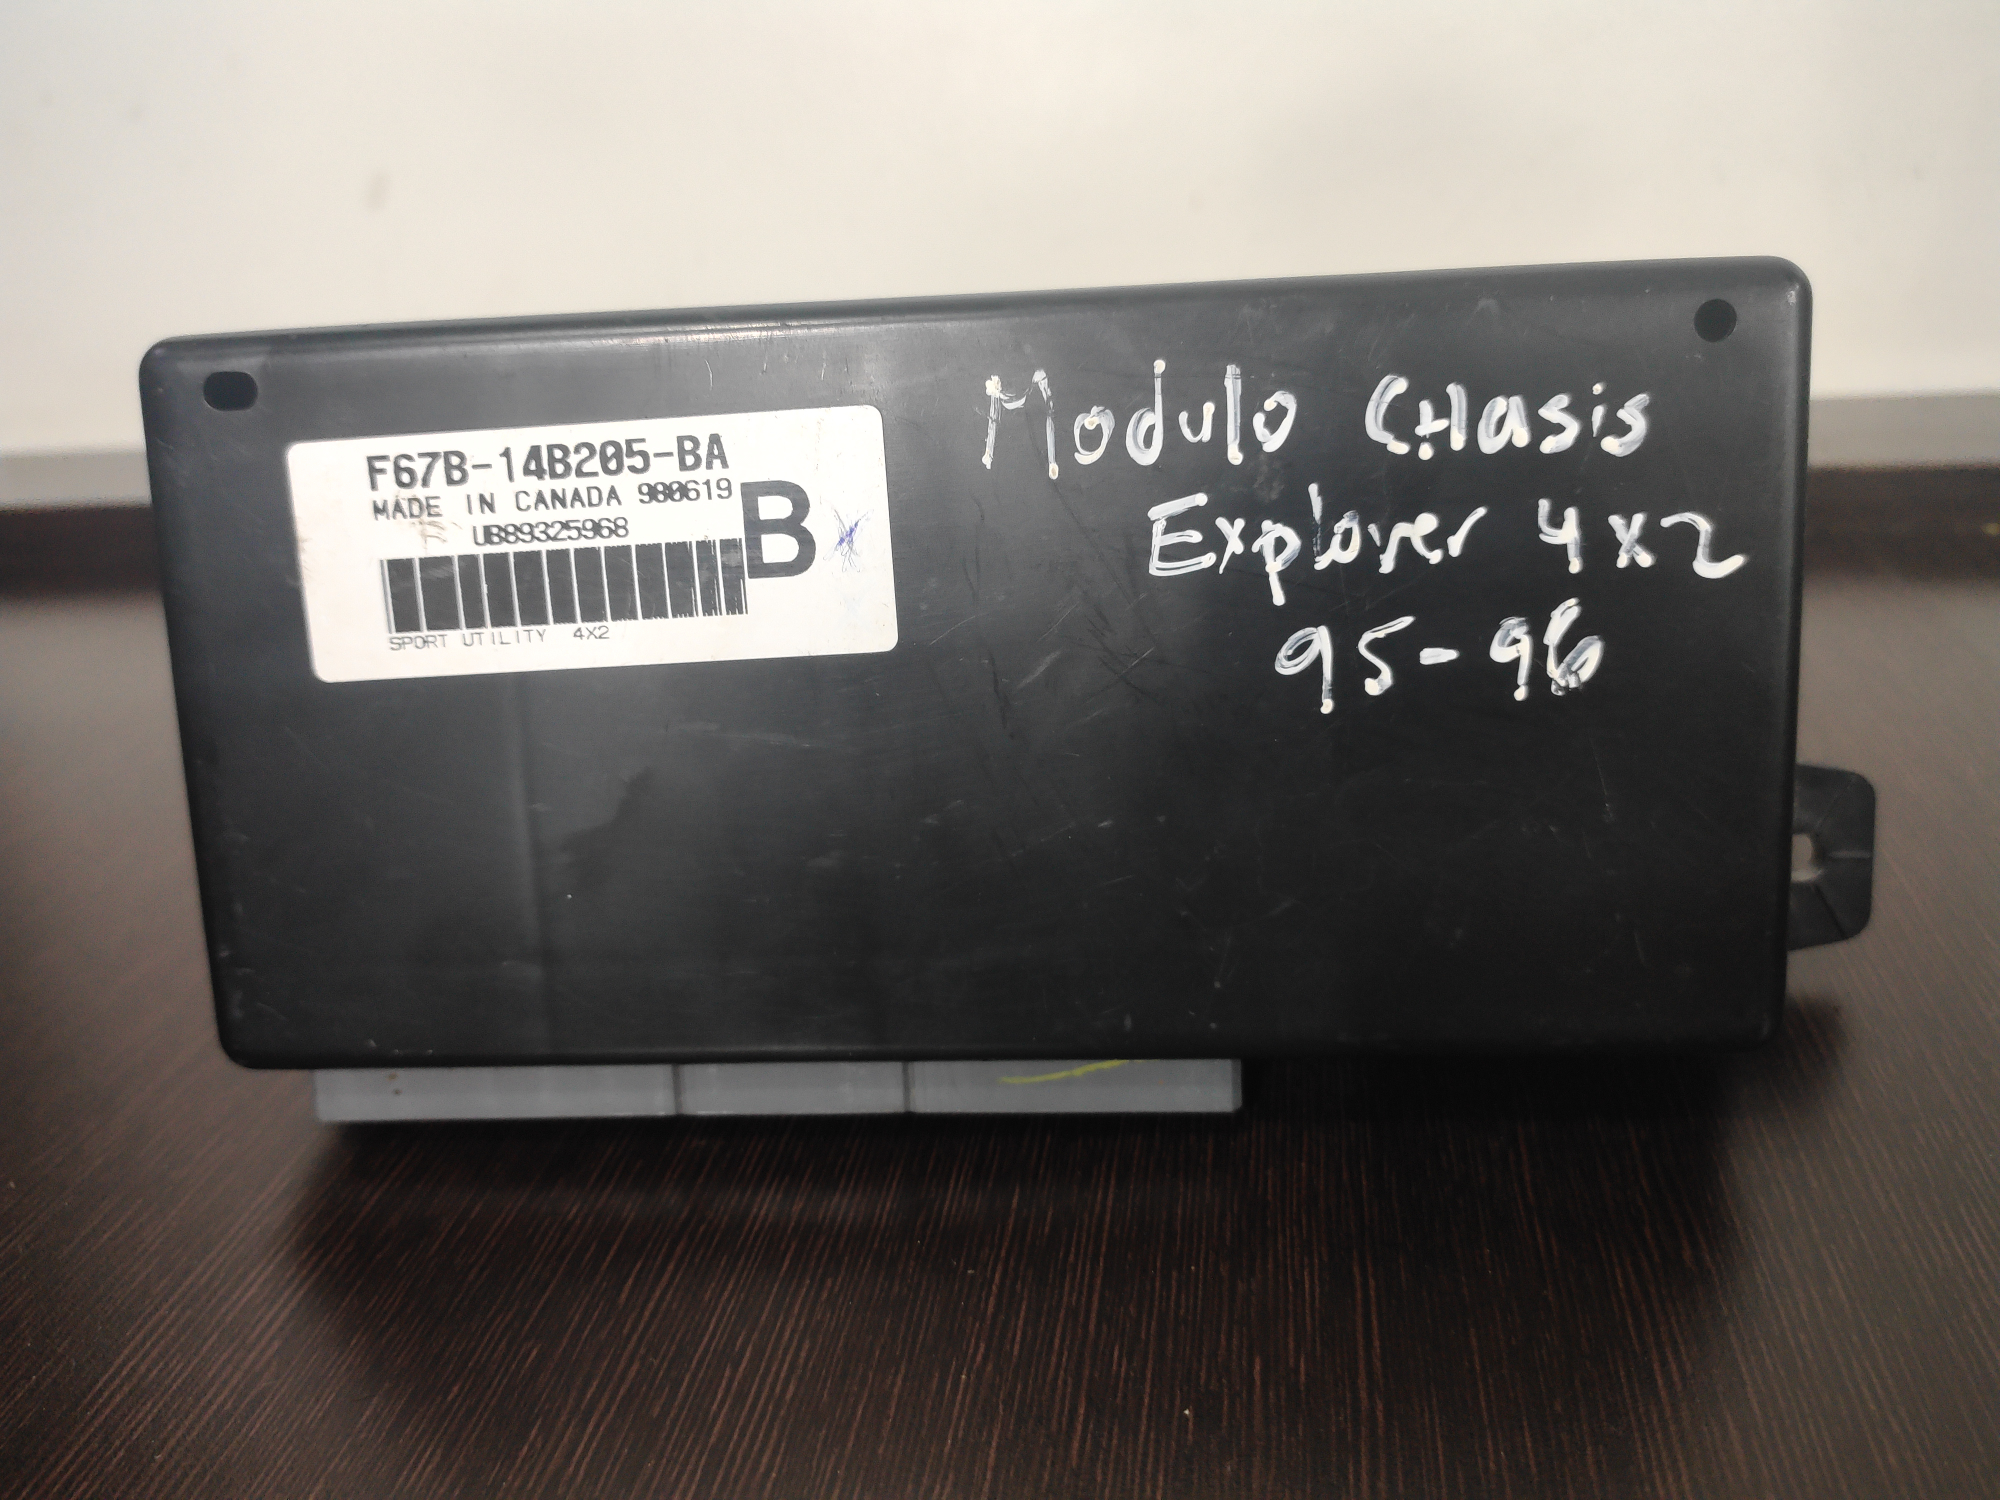 F67B-14B205-BA
MADE IN CANADA 980619
UB89325968
B
SPORT UTILITY 4X2
Modulo CHasis
Explorer 4x2
95-96